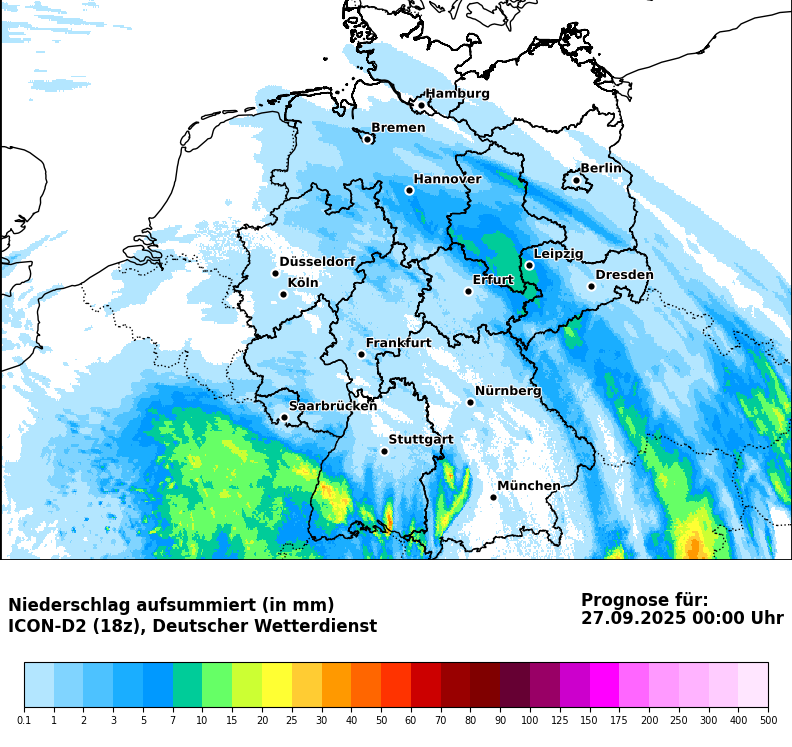 Hamburg
Bremen
Berlin
Hannover
Leipzig
Düsseldorf
Dresden
Erfurt
Köln
Frankfurt
Nürnberg
Saarbrücken
Stuttgart
München
Niederschlag aufsummiert (in mm)
ICON-D2 (18z), Deutscher Wetterdienst
Prognose für:
27.09.2025 00:00 Uhr
0.1 1 2 3 5 7 10 15 20 25 30 40 50 60 70 80 90 100 125 150 175 200 250 300 400 500